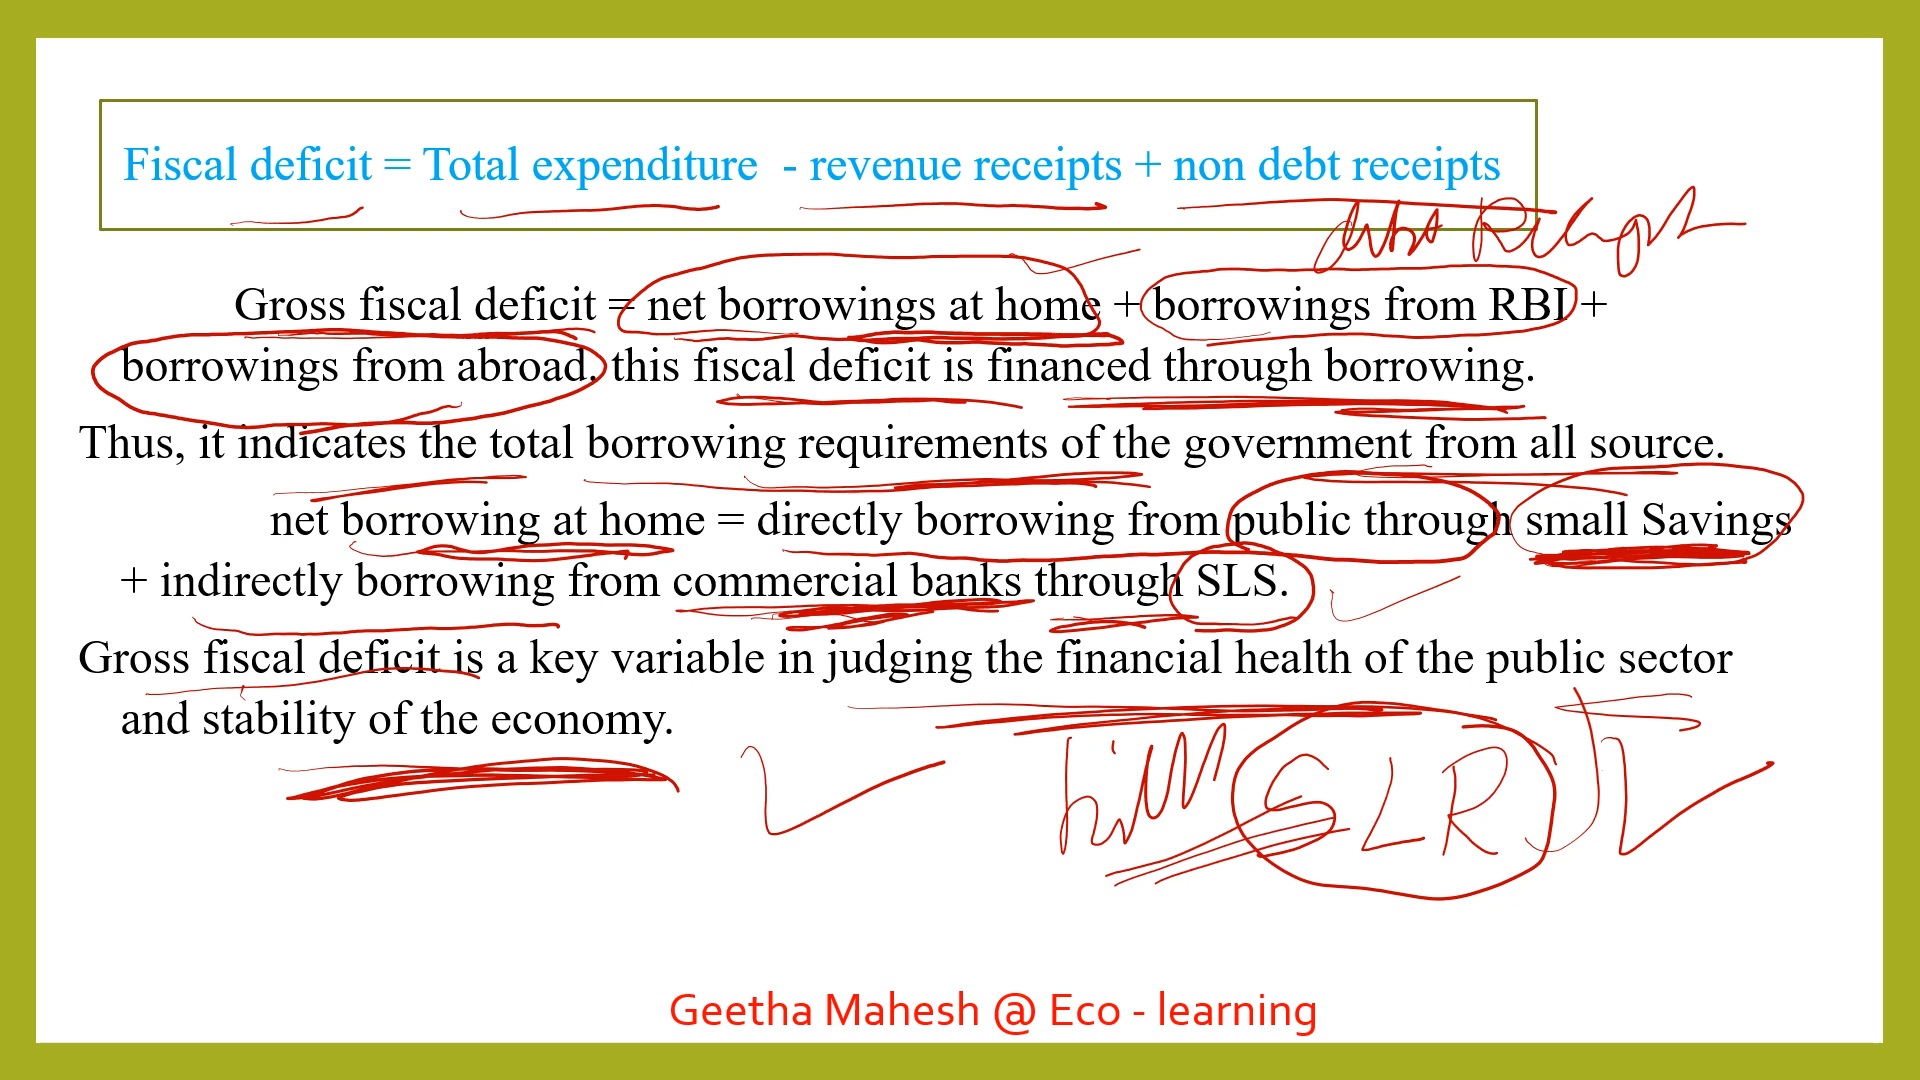 Fiscal deficit = Total expenditure - revenue receipts + non debt receipts
Gross fiscal deficit = net borrowings at home + borrowings from RBI +
borrowings from abroad. this fiscal deficit is financed through borrowing.
Thus, it indicates the total borrowing requirements of the government from all source.
net borrowing at home = directly borrowing from public through small Savings
+ indirectly borrowing from commercial banks through SLS.
Gross fiscal deficit is a key variable in judging the financial health of the public sector
and stability of the economy.
SLR
Geetha Mahesh @ Eco - learning